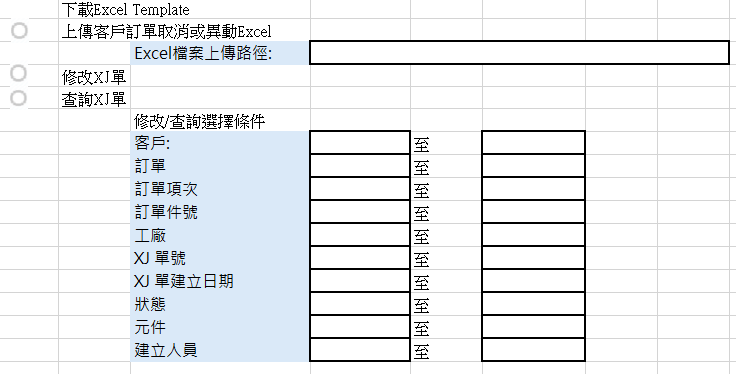 下載Excel Template
上傳客戶訂單取消或異動Excel
Excel檔案上傳路徑:
修改XJ單
查詢XJ單
修改/查詢選擇條件
客戶: 至
訂單 至
訂單項次 至
訂單件號 至
工廠 至
XJ 單號 至
XJ 單建立日期 至
狀態 至
元件 至
建立人員 至